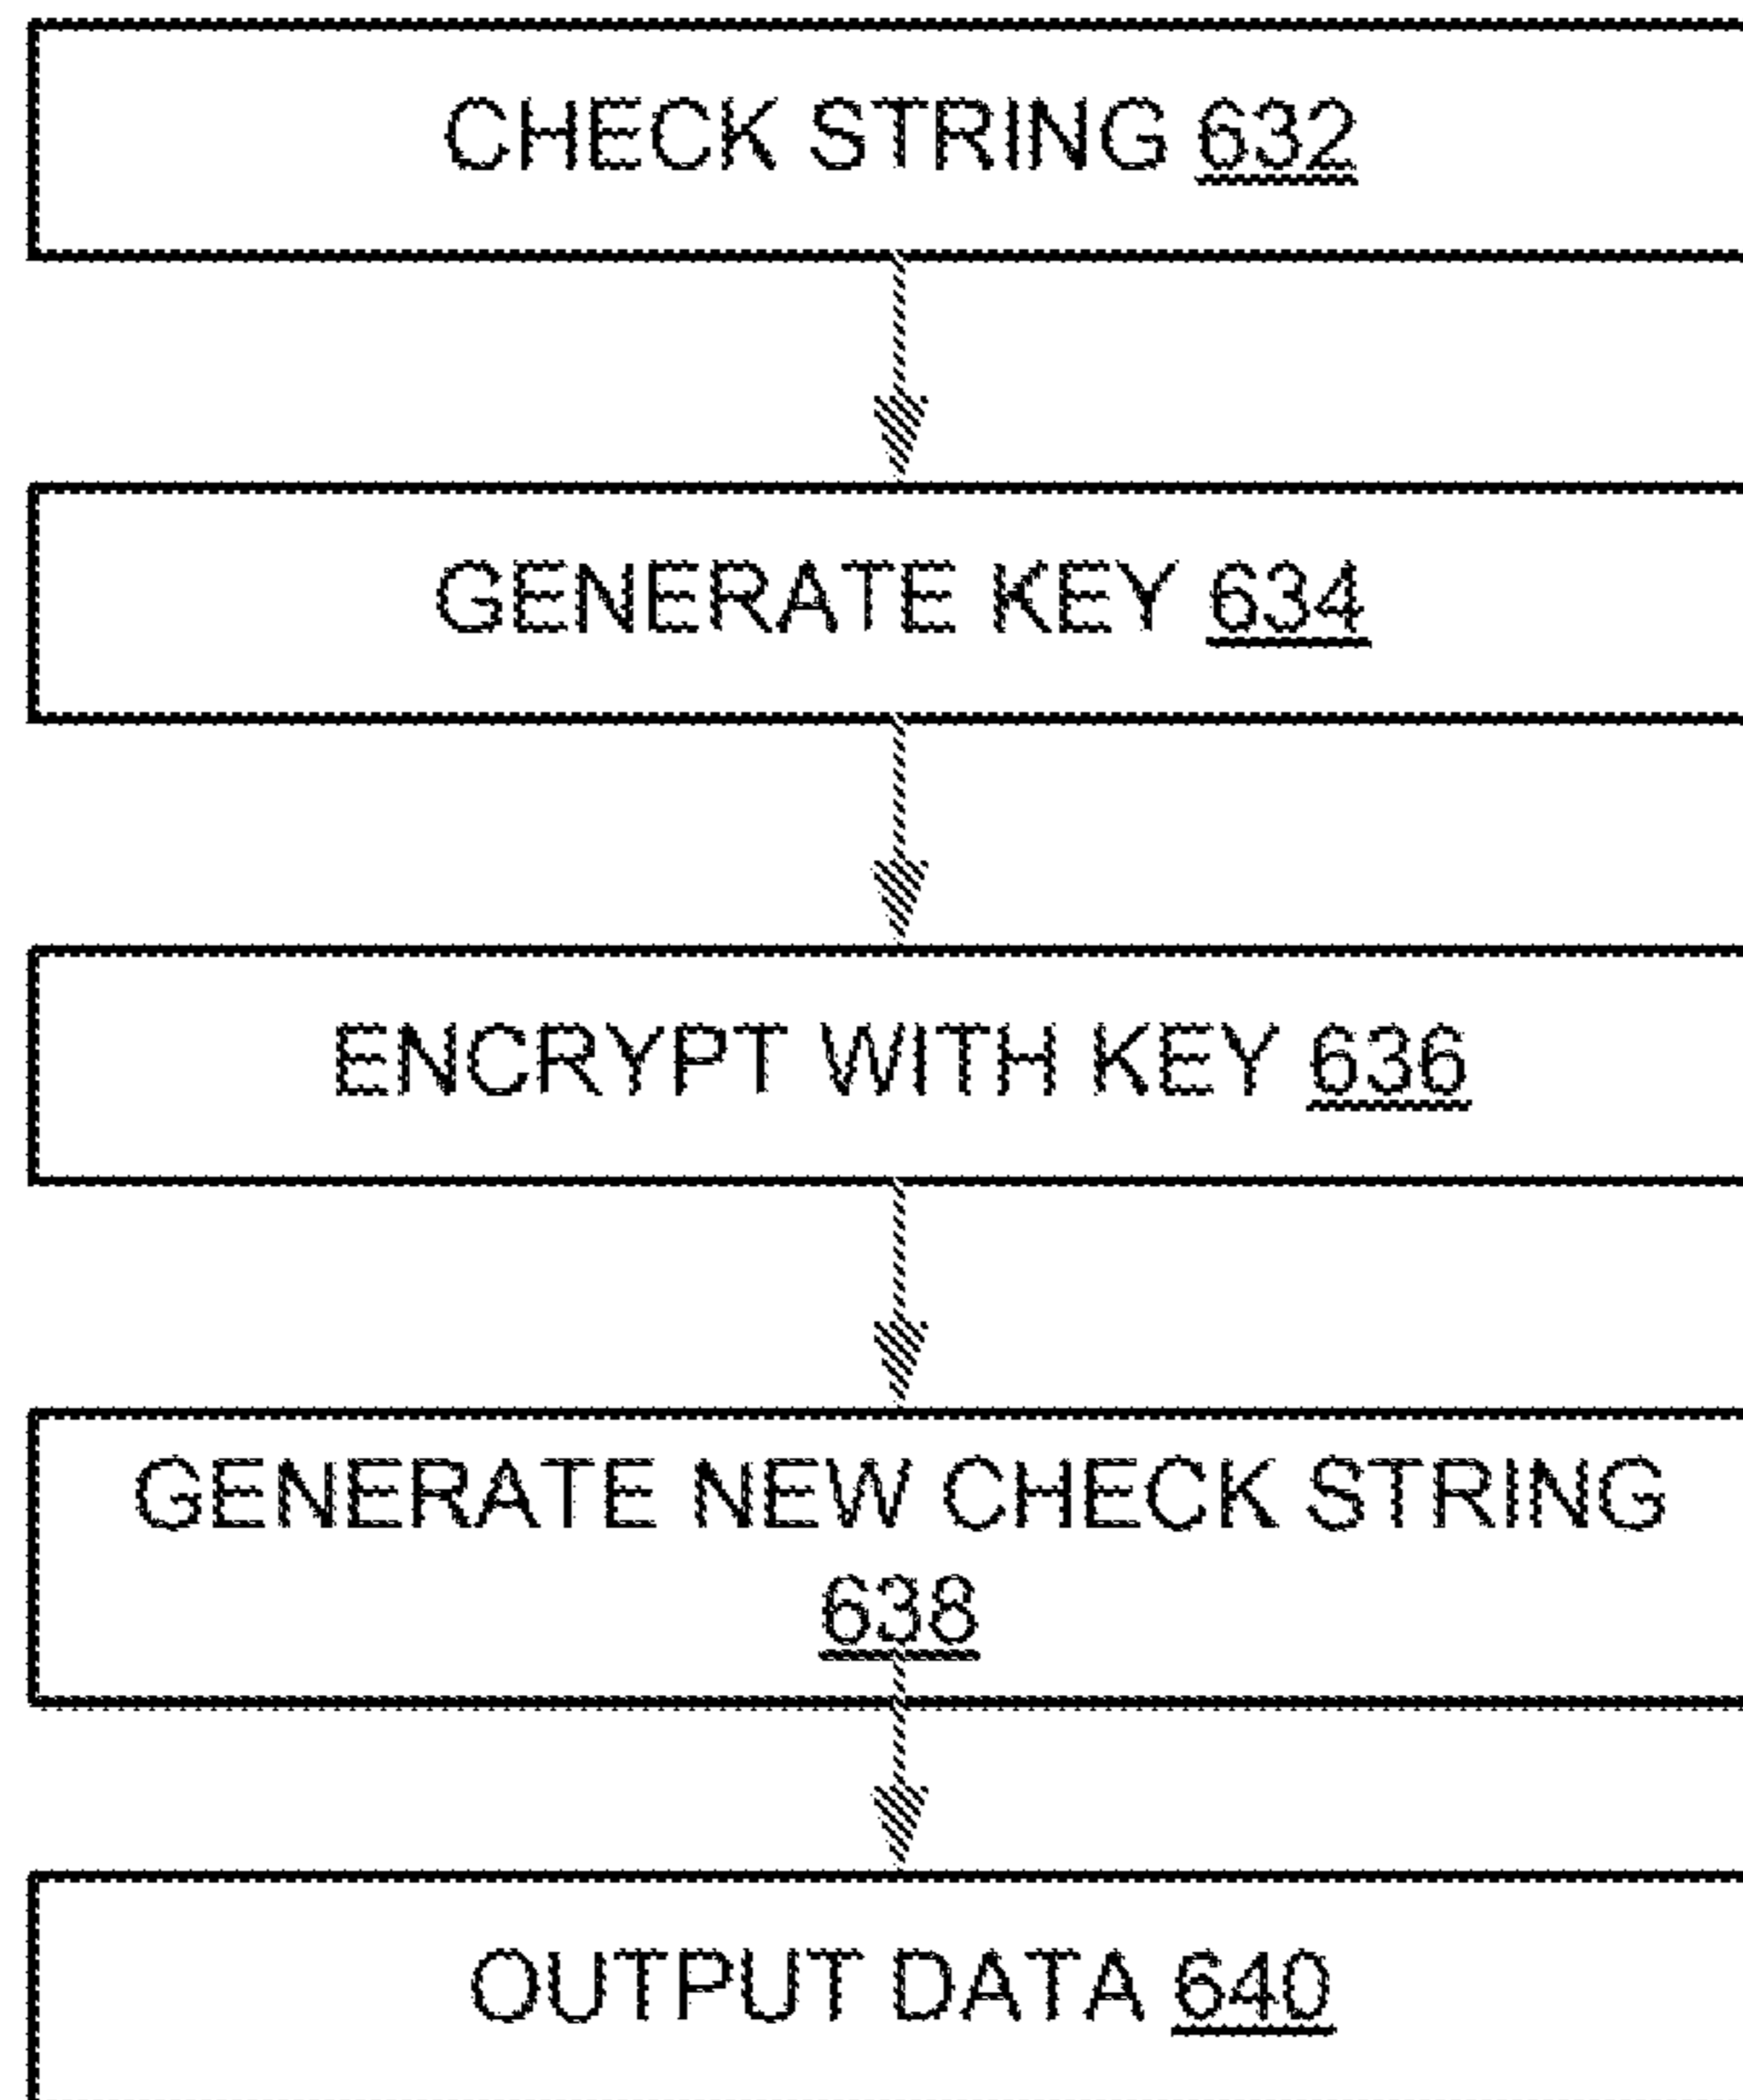 CHECK STRING 632
GENERATE KEY 634
ENCRYPT WITH KEY 636
GENERATE NEW CHECK STRING
638
OUTPUT DATA 640